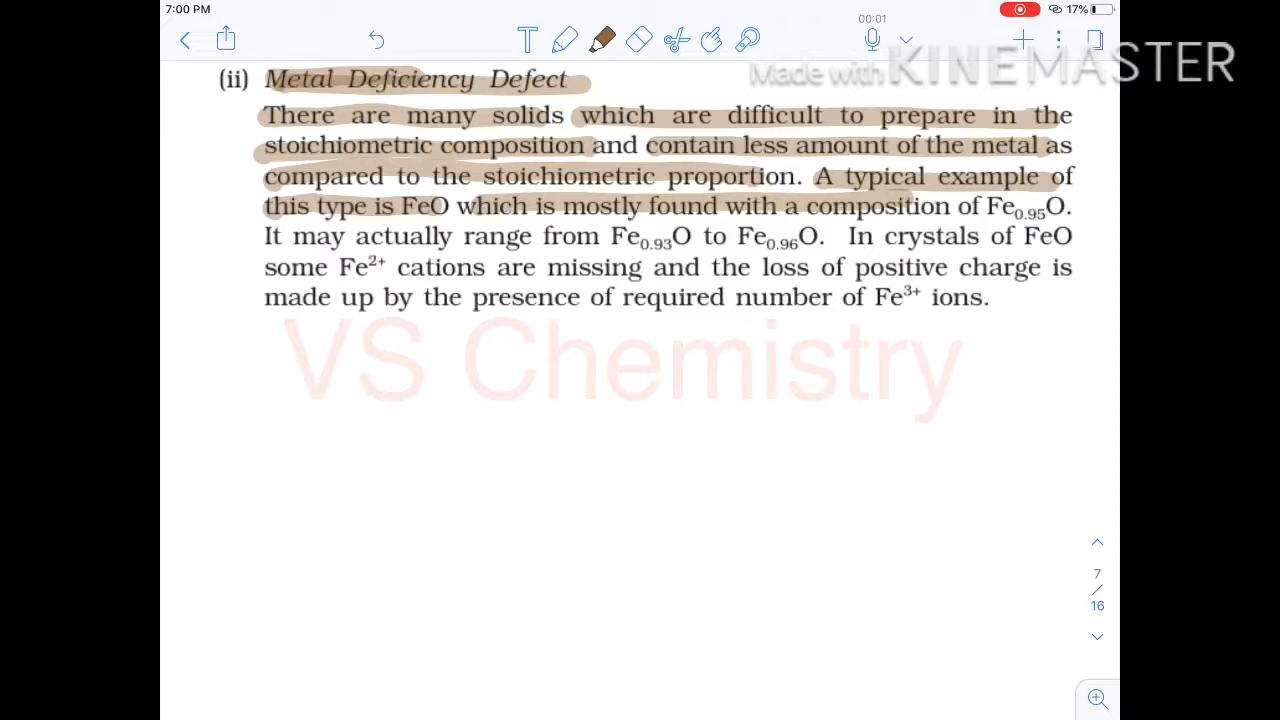 7:00 PM
17%
00:01
Made with KINEMASTER
(ii) Metal Deficiency Defect
There are many solids which are difficult to prepare in the
stoichiometric composition and contain less amount of the metal as
compared to the stoichiometric proportion. A typical example of
this type is FeO which is mostly found with a composition of Fe₀.₉₅O.
It may actually range from Fe₀.₉₃O to Fe₀.₉₆O. In crystals of FeO
some Fe²⁺ cations are missing and the loss of positive charge is
made up by the presence of required number of Fe³⁺ ions.
VS Chemistry
7
/
16